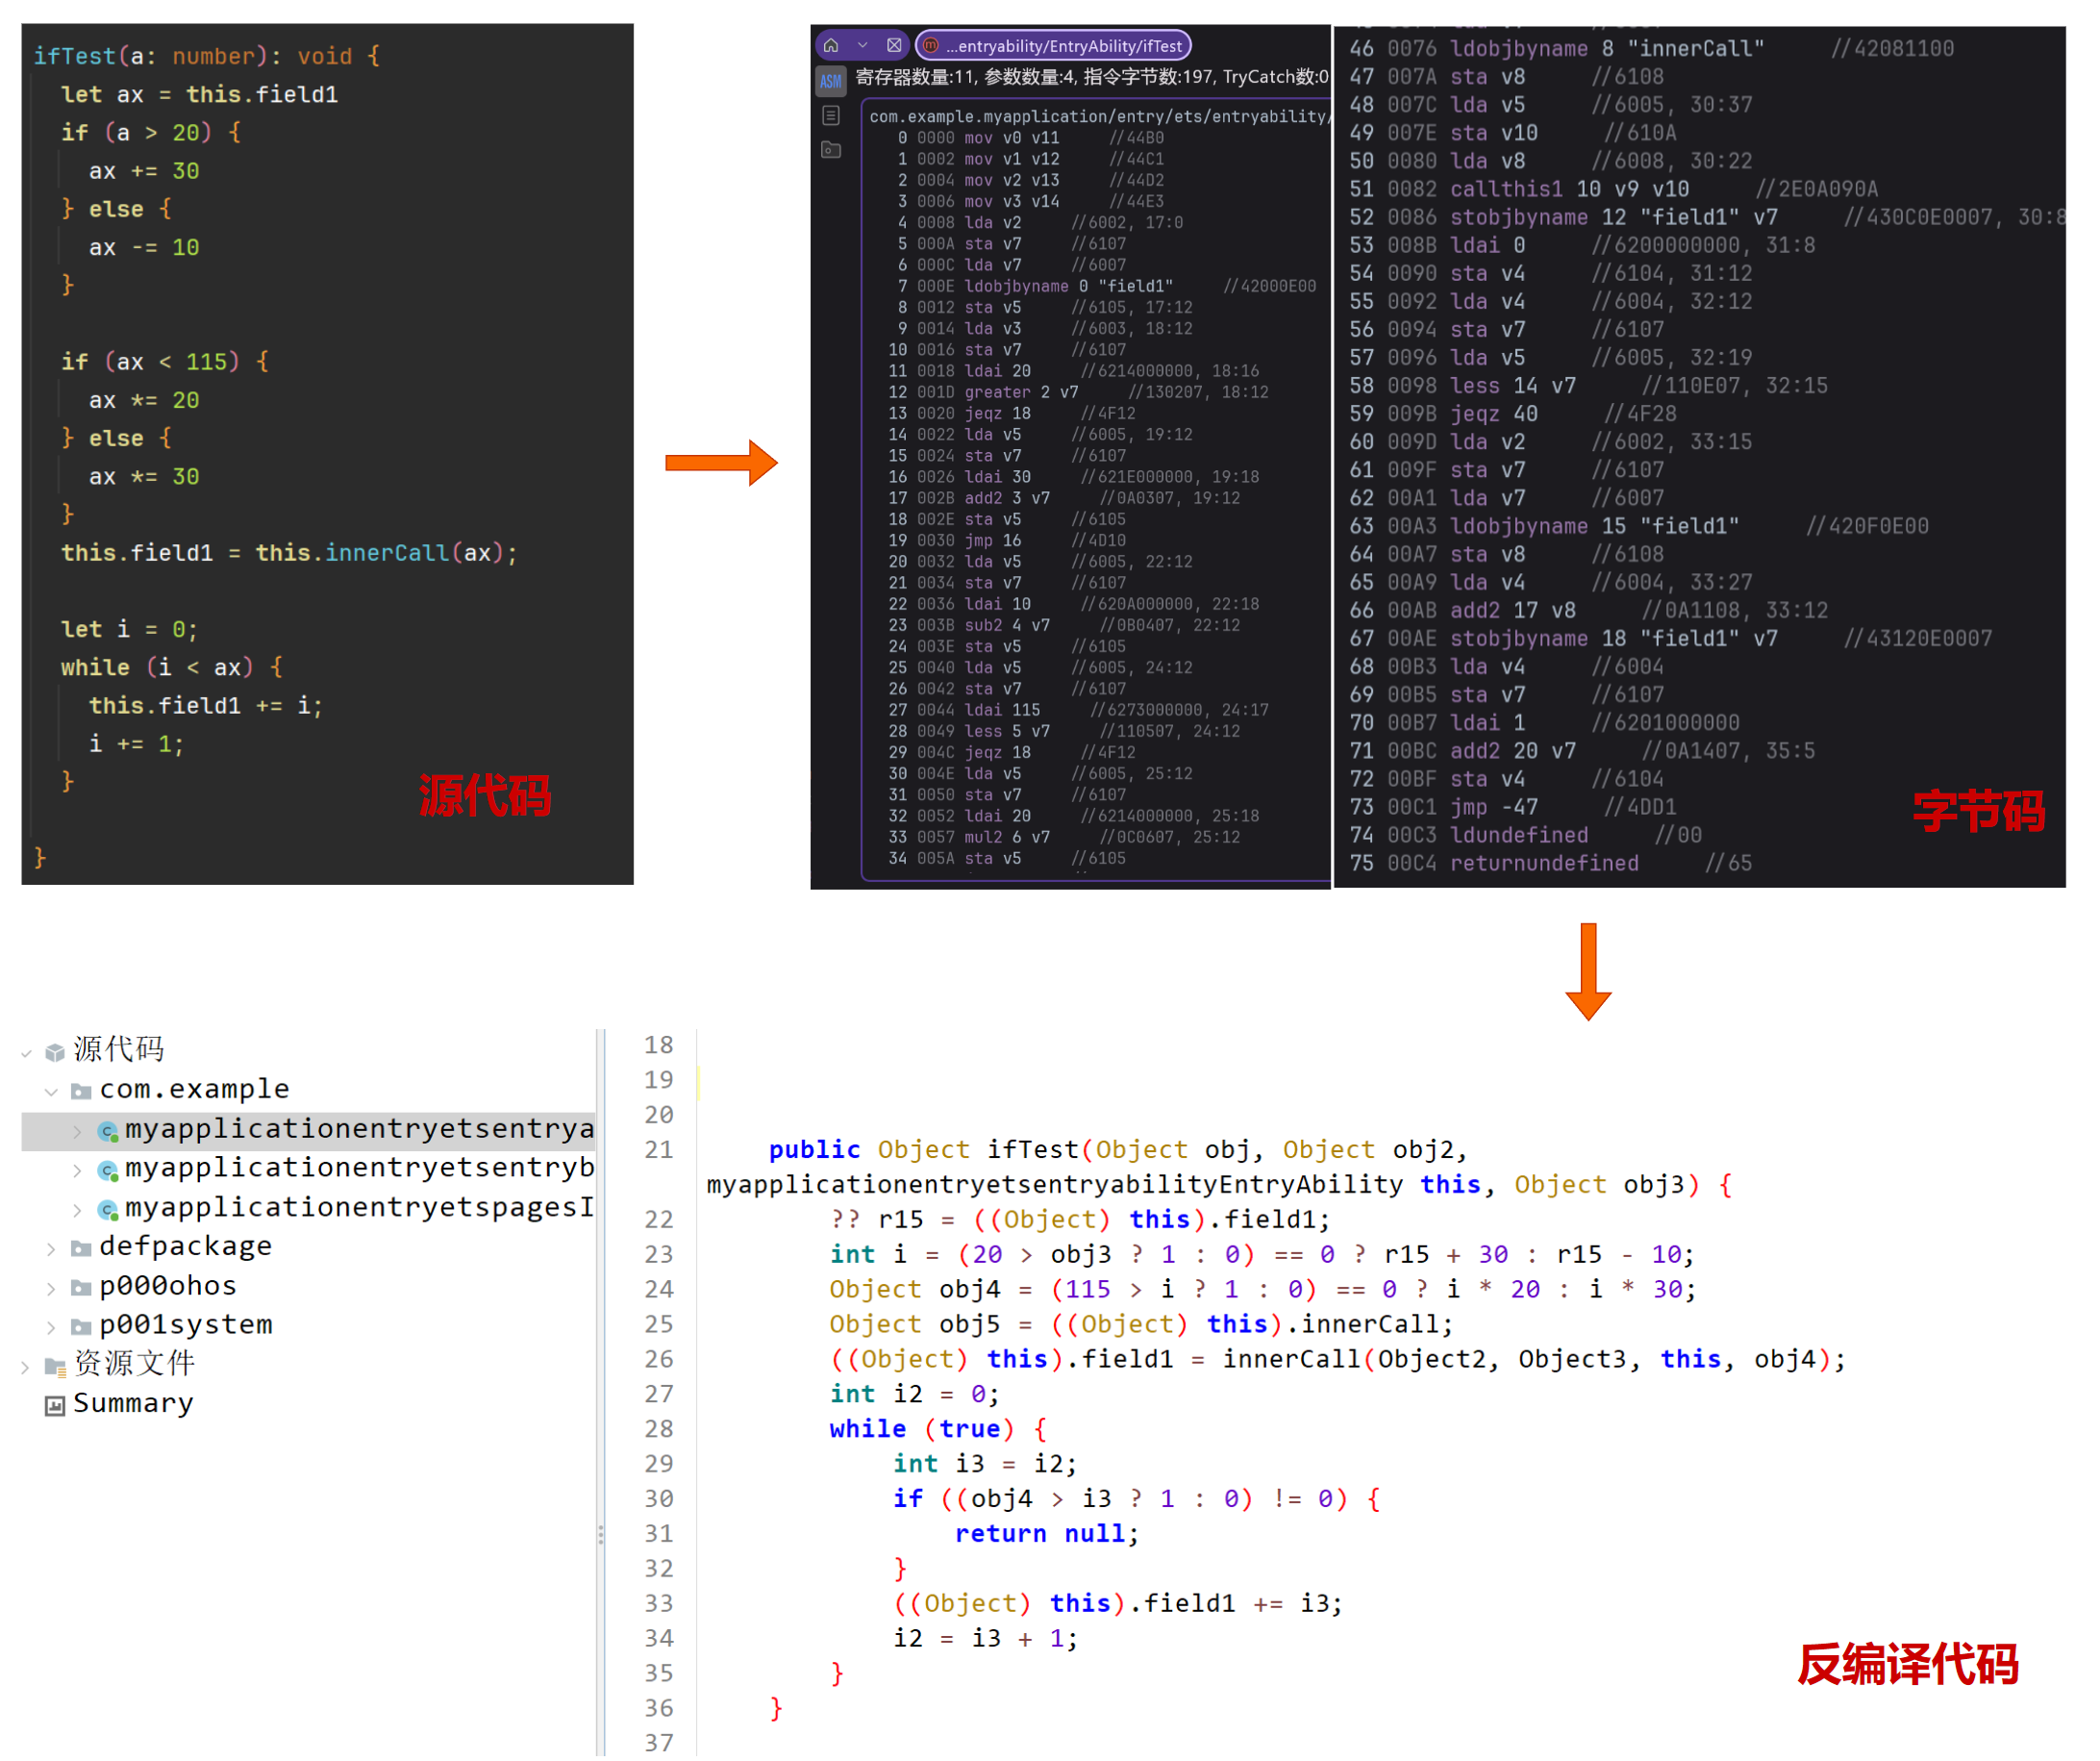 ifTest(a: number): void {
let ax = this.field1
if (a > 20) {
ax += 30
} else {
ax -= 10
}
if (ax < 115) {
ax *= 20
} else {
ax *= 30
}
this.field1 = this.innerCall(ax);
let i = 0;
while (i < ax) {
this.field1 += i;
i += 1;
}
}
源代码
...entryability/EntryAbility/ifTest
ASM
寄存器数量:11, 参数数量:4, 指令字节数:197, TryCatch数:0
com.example.myapplication/entry/ets/entryability/
0 0000 mov v0 v11 //44B0
1 0002 mov v1 v12 //44C1
2 0004 mov v2 v13 //44D2
3 0006 mov v3 v14 //44E3
4 0008 lda v2 //6002, 17:0
5 000A sta v7 //6107
6 000C lda v7 //6007
7 000E ldobjbyname 0 "field1" //42000E00
8 0012 sta v5 //6105, 17:12
9 0014 lda v3 //6003, 18:12
10 0016 sta v7 //6107
11 0018 ldai 20 //6214000000, 18:16
12 001D greater 2 v7 //130207, 18:12
13 0020 jeqz 18 //4F12
14 0022 lda v5 //6005, 19:12
15 0024 sta v7 //6107
16 0026 ldai 30 //621E000000, 19:18
17 002B add2 3 v7 //0A0307, 19:12
18 002E sta v5 //6105
19 0030 jmp 16 //4D10
20 0032 lda v5 //6005, 22:12
21 0034 sta v7 //6107
22 0036 ldai 10 //620A000000, 22:18
23 003B sub2 4 v7 //0B0407, 22:12
24 003E sta v5 //6105
25 0040 lda v5 //6005, 24:12
26 0042 sta v7 //6107
27 0044 ldai 115 //6273000000, 24:17
28 0049 less 5 v7 //110507, 24:12
29 004C jeqz 18 //4F12
30 004E lda v5 //6005, 25:12
31 0050 sta v7 //6107
32 0052 ldai 20 //6214000000, 25:18
33 0057 mul2 6 v7 //0C0607, 25:12
34 005A sta v5 //6105
46 0076 ldobjbyname 8 "innerCall" //42081100
47 007A sta v8 //6108
48 007C lda v5 //6005, 30:37
49 007E sta v10 //610A
50 0080 lda v8 //6008, 30:22
51 0082 callthis1 10 v9 v10 //2E0A090A
52 0086 stobjbyname 12 "field1" v7 //430C0E0007, 30:8
53 008B ldai 0 //6200000000, 31:8
54 0090 sta v4 //6104, 31:12
55 0092 lda v4 //6004, 32:12
56 0094 sta v7 //6107
57 0096 lda v5 //6005, 32:19
58 0098 less 14 v7 //110E07, 32:15
59 009B jeqz 40 //4F28
60 009D lda v2 //6002, 33:15
61 009F sta v7 //6107
62 00A1 lda v7 //6007
63 00A3 ldobjbyname 15 "field1" //420F0E00
64 00A7 sta v8 //6108
65 00A9 lda v4 //6004, 33:27
66 00AB add2 17 v8 //0A1108, 33:12
67 00AE stobjbyname 18 "field1" v7 //43120E0007
68 00B3 lda v4 //6004
69 00B5 sta v7 //6107
70 00B7 ldai 1 //6201000000
71 00BC add2 20 v7 //0A1407, 35:5
72 00BF sta v4 //6104
73 00C1 jmp -47 //4DD1
74 00C3 ldundefined //00
75 00C4 returnundefined //65
字节码
源代码
com.example
myapplicationentryetsentrya
myapplicationentryetsentryb
myapplicationentryetspagesI
defpackage
p000ohos
p001system
资源文件
Summary
18
19
20
21 public Object ifTest(Object obj, Object obj2,
myapplicationentryetsentryabilityEntryAbility this, Object obj3) {
22 ?? r15 = ((Object) this).field1;
23 int i = (20 > obj3 ? 1 : 0) == 0 ? r15 + 30 : r15 - 10;
24 Object obj4 = (115 > i ? 1 : 0) == 0 ? i * 20 : i * 30;
25 Object obj5 = ((Object) this).innerCall;
26 ((Object) this).field1 = innerCall(Object2, Object3, this, obj4);
27 int i2 = 0;
28 while (true) {
29 int i3 = i2;
30 if ((obj4 > i3 ? 1 : 0) != 0) {
31 return null;
32 }
33 ((Object) this).field1 += i3;
34 i2 = i3 + 1;
35 }
36 }
37
反编译代码